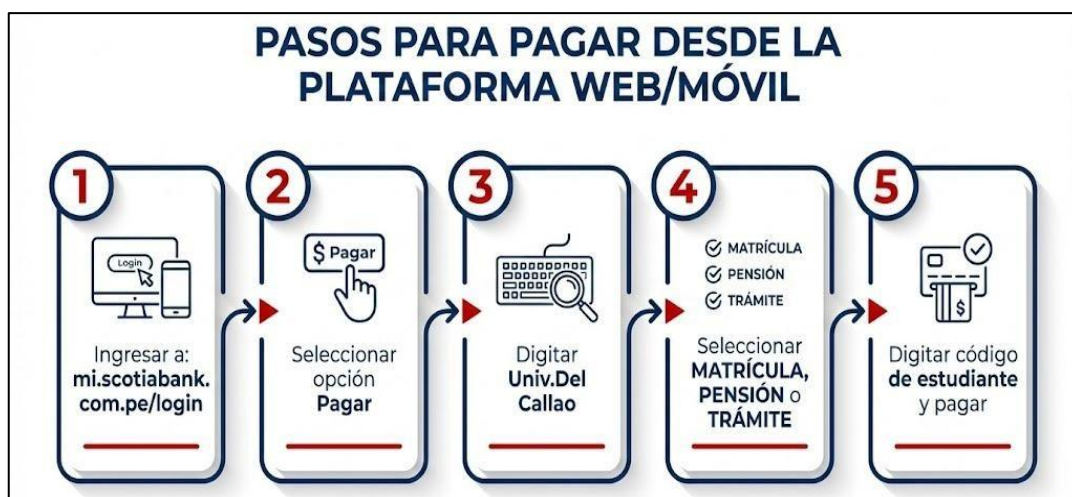 PASOS PARA PAGAR DESDE LA
PLATAFORMA WEB/MÓVIL
1
Login
Ingresar a:
mi.scotiabank.
com.pe/login
2
$ Pagar
Seleccionar
opción
Pagar
3
Digitar
Univ.Del
Callao
4
MATRÍCULA
PENSIÓN
TRÁMITE
Seleccionar
MATRÍCULA,
PENSIÓN o
TRÁMITE
5
$
Digitar código
de estudiante
y pagar